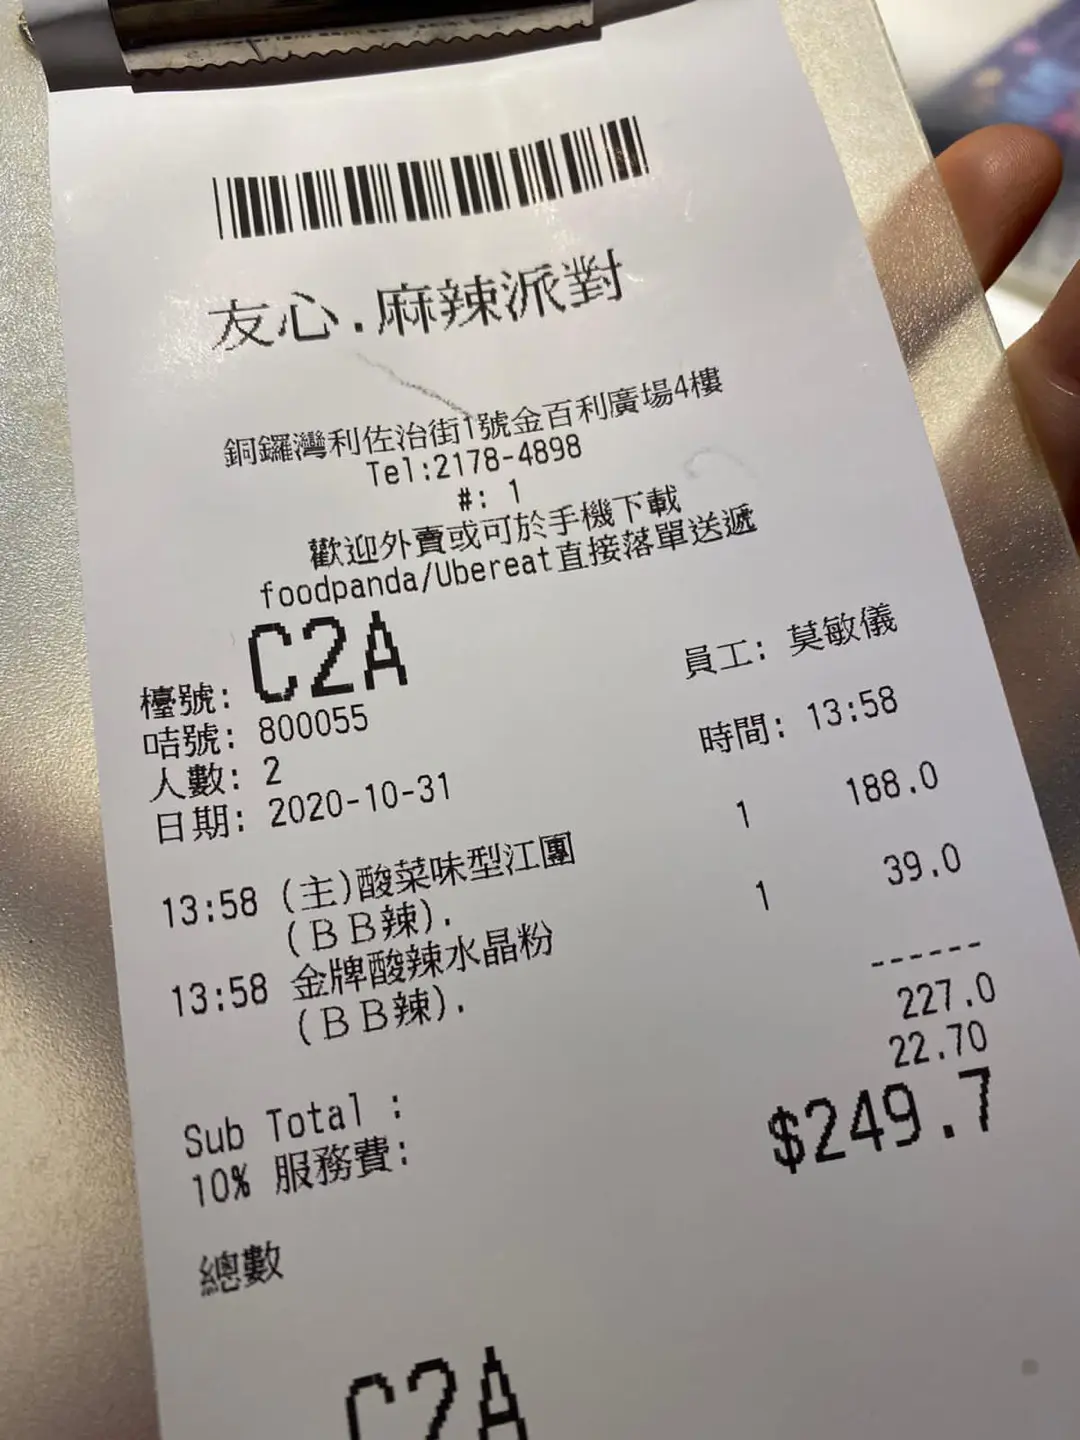 友心.麻辣派對
銅鑼灣利佐治街1號金百利廣場4樓
Tel:2178-4898
#: 1
歡迎外賣或可於手機下載
foodpanda/Ubereat直接落單送遞
檯號: C2A
員工: 莫敏儀
咭號: 800055
人數: 2
時間: 13:58
日期: 2020-10-31
13:58 (主)酸菜味型江團 1 188.0
(BB辣).
13:58 金牌酸辣水晶粉 1 39.0
(BB辣).
------
Sub Total : 227.0
10% 服務費: 22.70
總數 $249.7
C2A